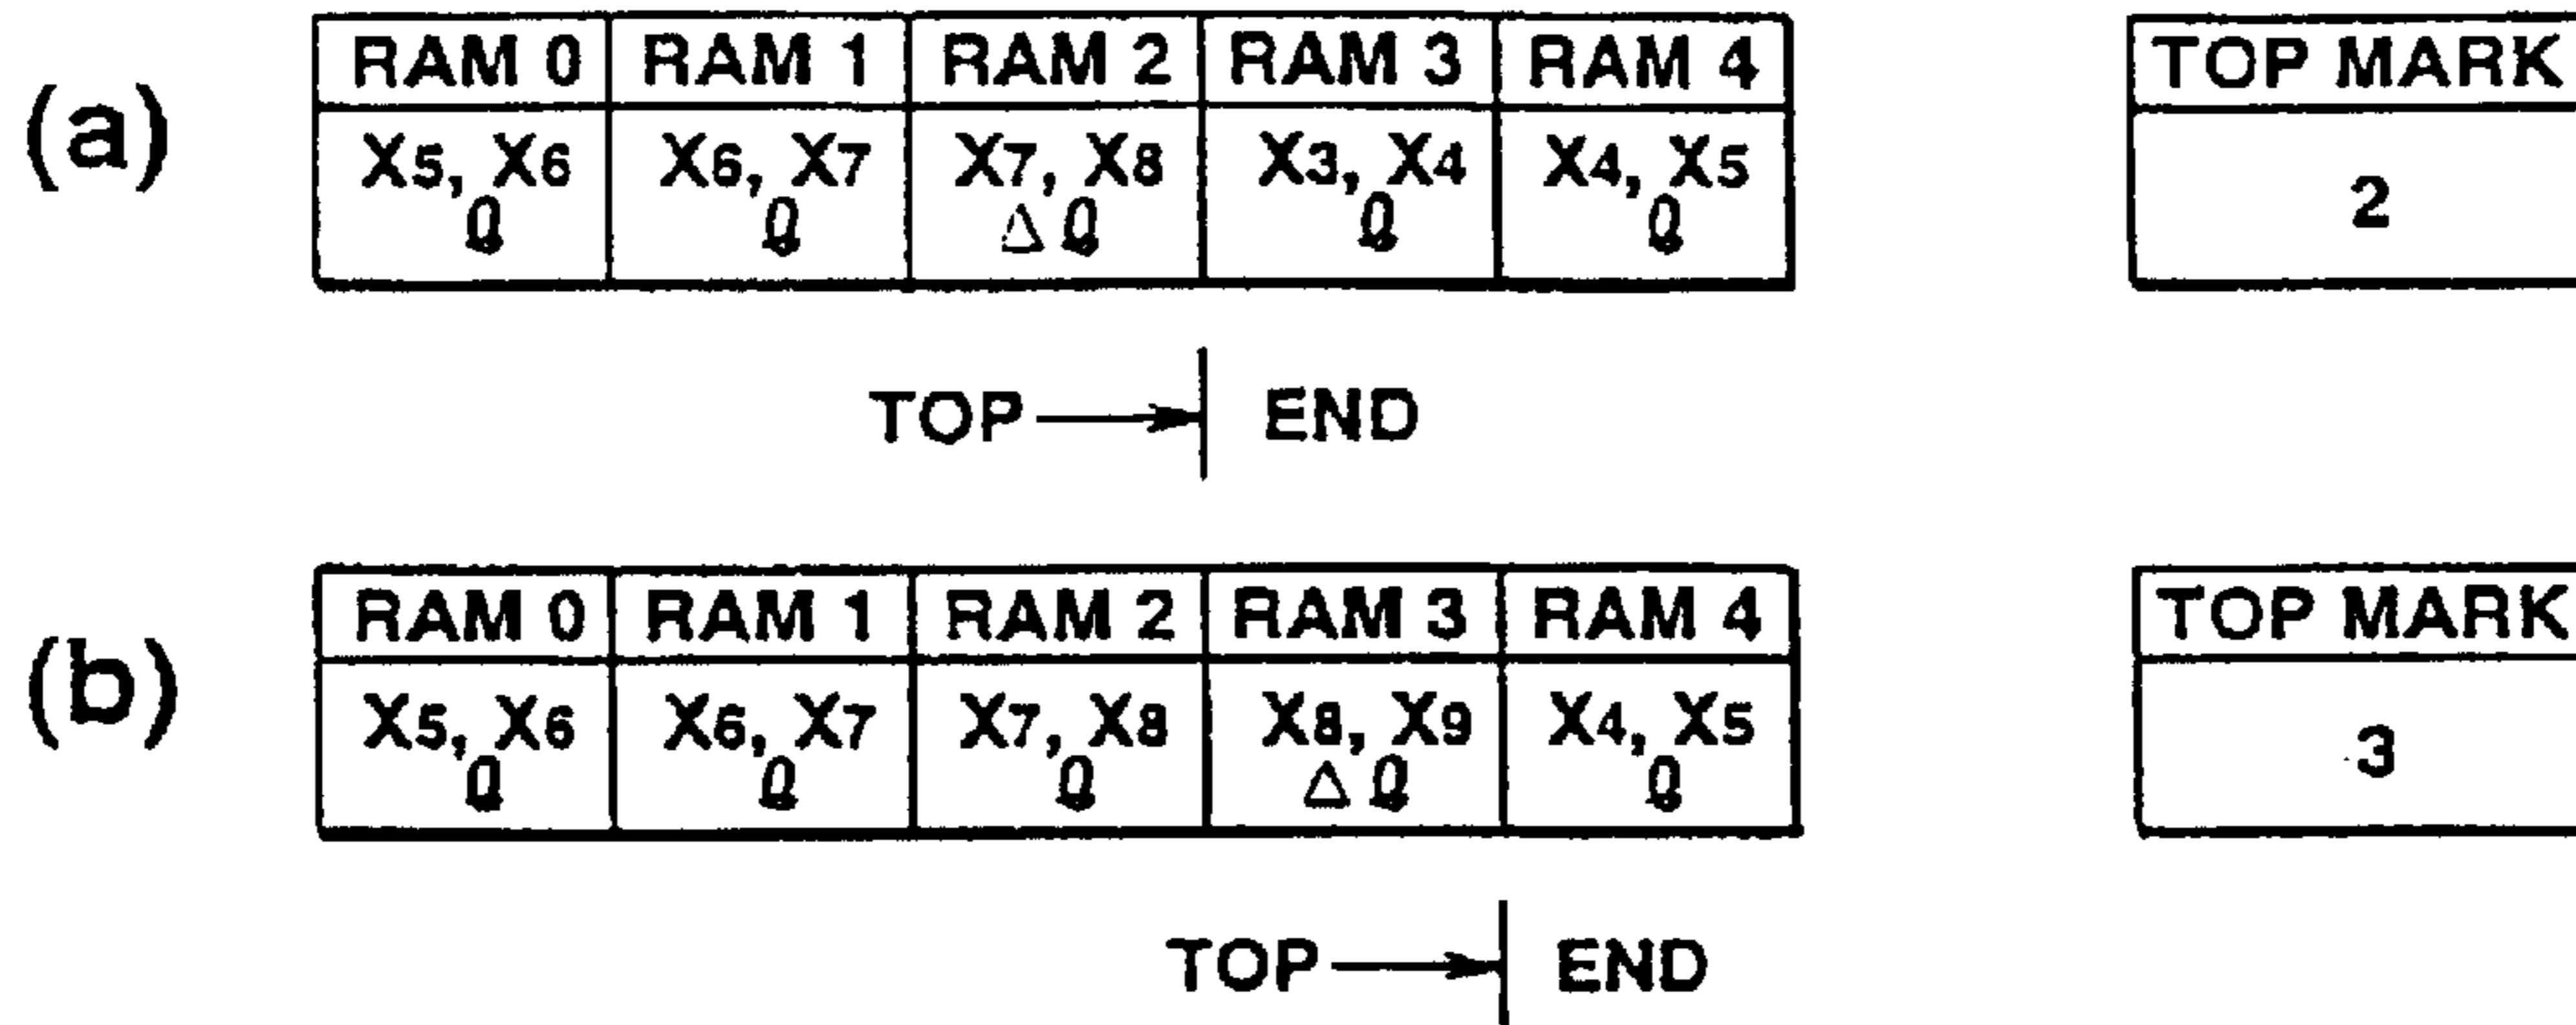 (a)
RAM 0 RAM 1 RAM 2 RAM 3 RAM 4 TOP MARK
X5, X6 X6, X7 X7, X8 X3, X4 X4, X5 2
Q Q Δ Q Q Q
TOP → END
(b)
RAM 0 RAM 1 RAM 2 RAM 3 RAM 4 TOP MARK
X5, X6 X6, X7 X7, X8 X8, X9 X4, X5 3
Q Q Q Δ Q Q
TOP → END